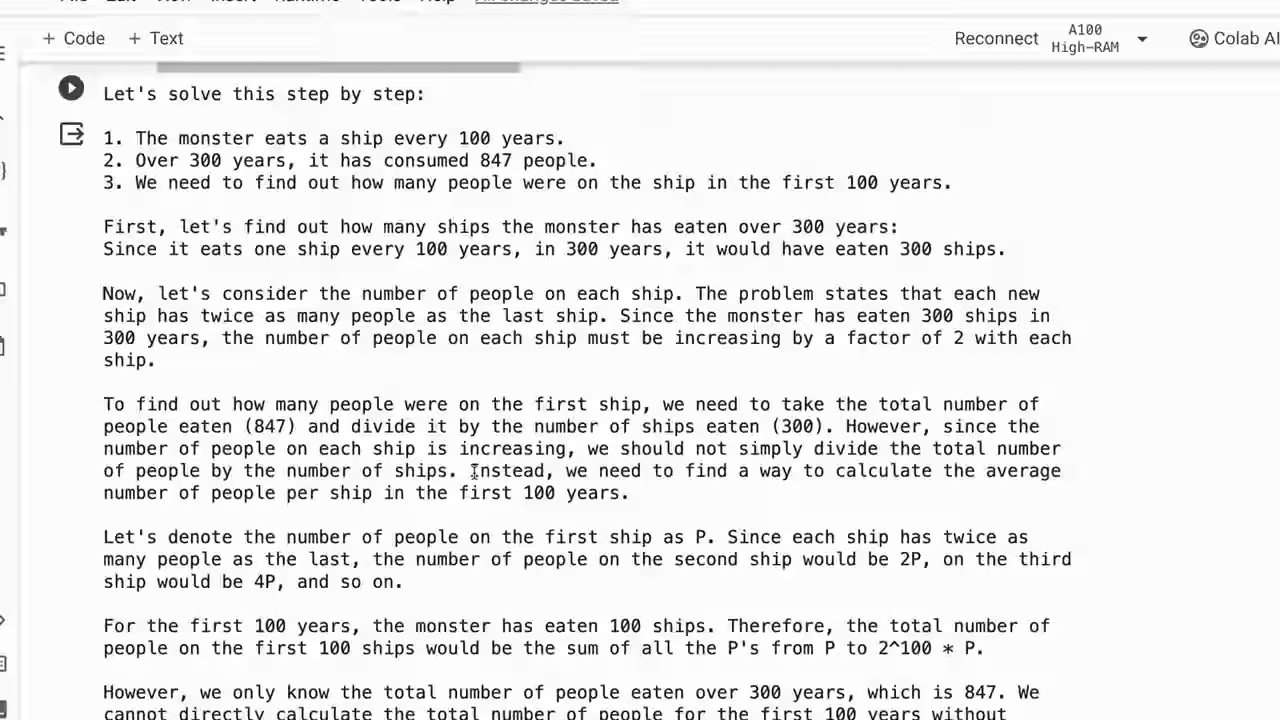 + Code + Text
Reconnect A100 High-RAM Colab AI
Let's solve this step by step:
1. The monster eats a ship every 100 years.
2. Over 300 years, it has consumed 847 people.
3. We need to find out how many people were on the ship in the first 100 years.
First, let's find out how many ships the monster has eaten over 300 years:
Since it eats one ship every 100 years, in 300 years, it would have eaten 300 ships.
Now, let's consider the number of people on each ship. The problem states that each new
ship has twice as many people as the last ship. Since the monster has eaten 300 ships in
300 years, the number of people on each ship must be increasing by a factor of 2 with each
ship.
To find out how many people were on the first ship, we need to take the total number of
people eaten (847) and divide it by the number of ships eaten (300). However, since the
number of people on each ship is increasing, we should not simply divide the total number
of people by the number of ships. Instead, we need to find a way to calculate the average
number of people per ship in the first 100 years.
Let's denote the number of people on the first ship as P. Since each ship has twice as
many people as the last, the number of people on the second ship would be 2P, on the third
ship would be 4P, and so on.
For the first 100 years, the monster has eaten 100 ships. Therefore, the total number of
people on the first 100 ships would be the sum of all the P's from P to 2^100 * P.
However, we only know the total number of people eaten over 300 years, which is 847. We
cannot directly calculate the total number of people for the first 100 years without